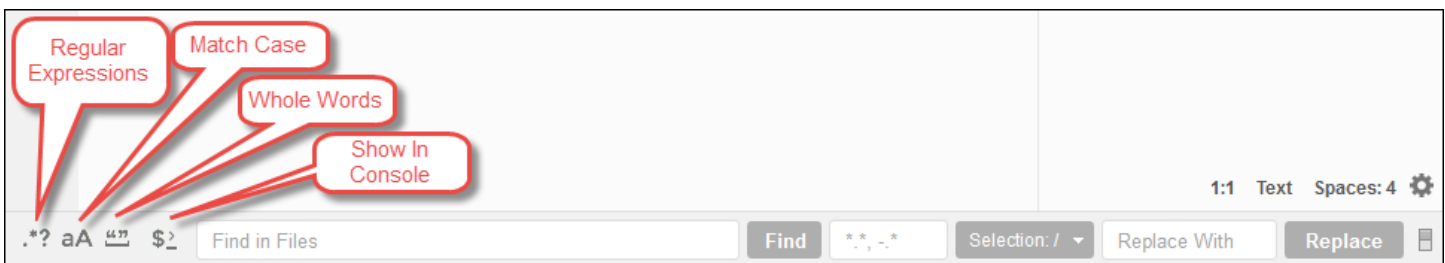 Regular
Expressions
Match Case
Whole Words
Show In
Console
1:1 Text Spaces: 4
.*? aA “” $> Find in Files Find *.*, -.* Selection: / Replace With Replace